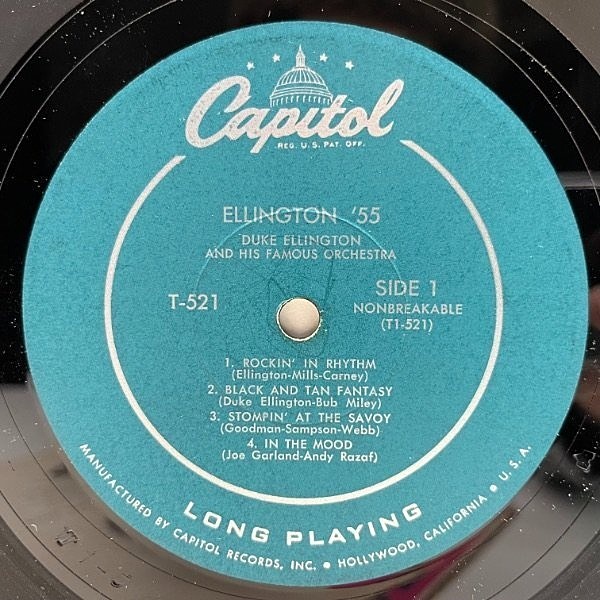 Capitol
REG. U.S. PAT. OFF.
ELLINGTON '55
DUKE ELLINGTON
AND HIS FAMOUS ORCHESTRA
T-521
SIDE 1
NONBREAKABLE
(T1-521)
1. ROCKIN' IN RHYTHM
(Ellington-Mills-Carney)
2. BLACK AND TAN FANTASY
(Duke Ellington-Bub Miley)
3. STOMPIN' AT THE SAVOY
(Goodman-Sampson-Webb)
4. IN THE MOOD
(Joe Garland-Andy Razaf)
LONG PLAYING
MANUFACTURED BY CAPITOL RECORDS, INC. • HOLLYWOOD, CALIFORNIA • U.S.A.